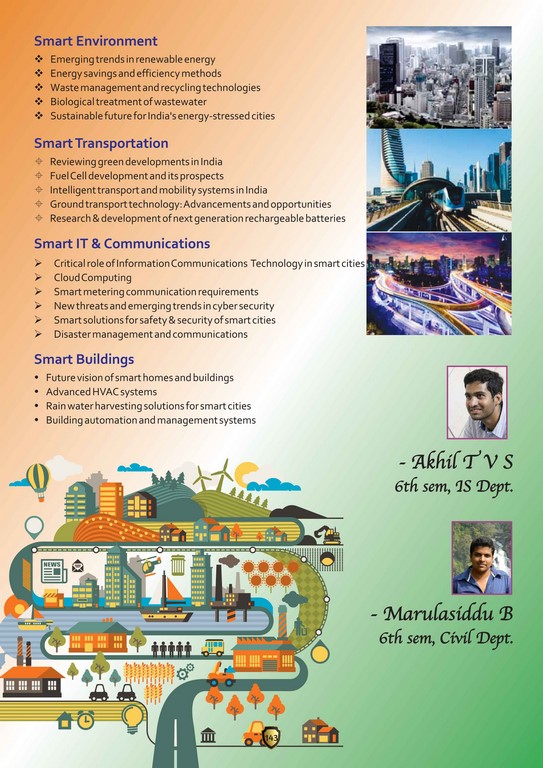 Smart Environment
❖ Emerging trends in renewable energy
❖ Energy savings and efficiency methods
❖ Waste management and recycling technologies
❖ Biological treatment of wastewater
❖ Sustainable future for India's energy-stressed cities
Smart Transportation
⌖ Reviewing green developments in India
⌖ Fuel Cell development and its prospects
⌖ Intelligent transport and mobility systems in India
⌖ Ground transport technology: Advancements and opportunities
⌖ Research & development of next generation rechargeable batteries
Smart IT & Communications
➢ Critical role of Information Communications Technology in smart cities
➢ Cloud Computing
➢ Smart metering communication requirements
➢ New threats and emerging trends in cyber security
➢ Smart solutions for safety & security of smart cities
➢ Disaster management and communications
Smart Buildings
• Future vision of smart homes and buildings
• Advanced HVAC systems
• Rain water harvesting solutions for smart cities
• Building automation and management systems
- Akhil T V S
6th sem, IS Dept.
- Marulasiddu B
6th sem, Civil Dept.
NEWS
143